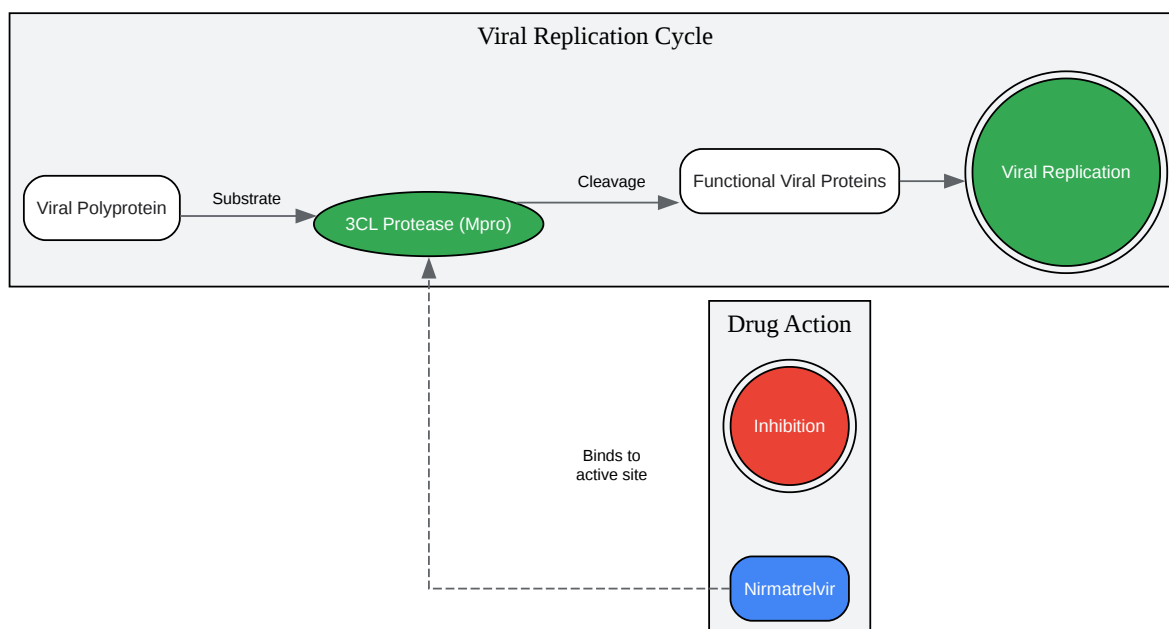 Viral Replication Cycle
Viral Polyprotein
Substrate
3CL Protease (Mpro)
Cleavage
Functional Viral Proteins
Viral Replication
Drug Action
Inhibition
Binds to
active site
Nirmatrelvir